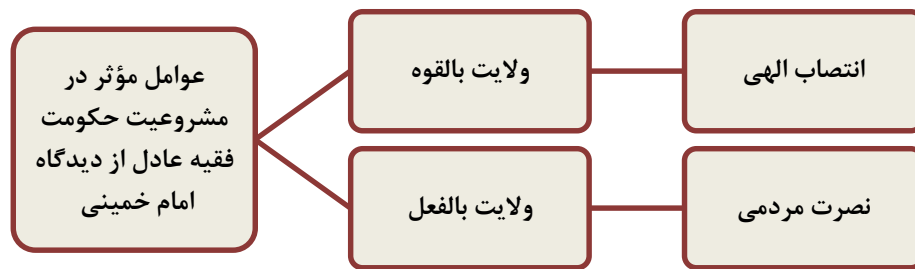 عوامل مؤثر در
مشروعیت حکومت
فقیه عادل از دیدگاه
امام خمینی
ولایت بالقوه
انتصاب الهی
ولایت بالفعل
نصرت مردمی